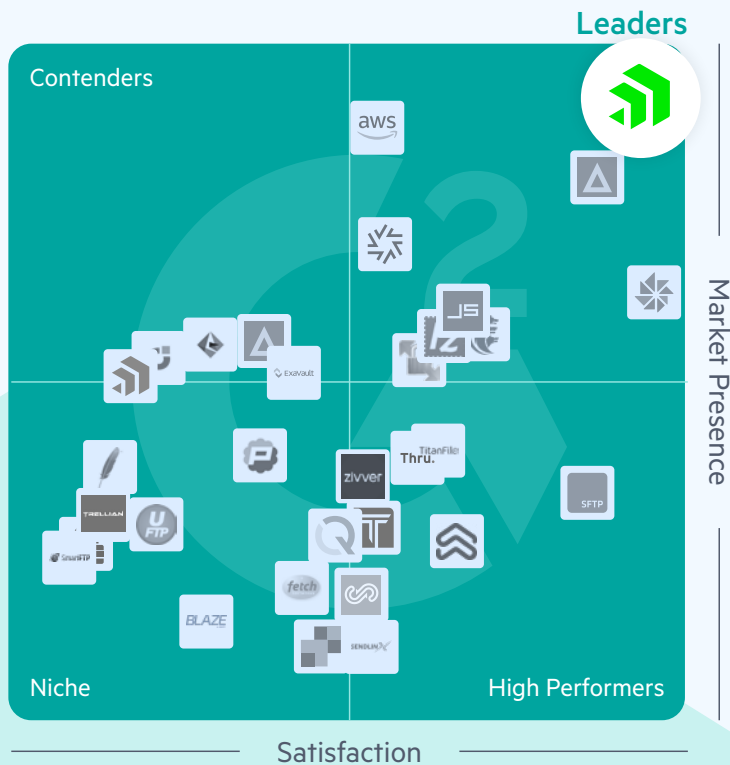 Leaders
Contenders
aws
JS
Exavault
TitanFile
Thru.
zivver
SFTP
TRELLIAN
U
FTP
SmartFTP
fetch
BLAZE
SENDLINX
Niche
High Performers
Satisfaction
Market Presence